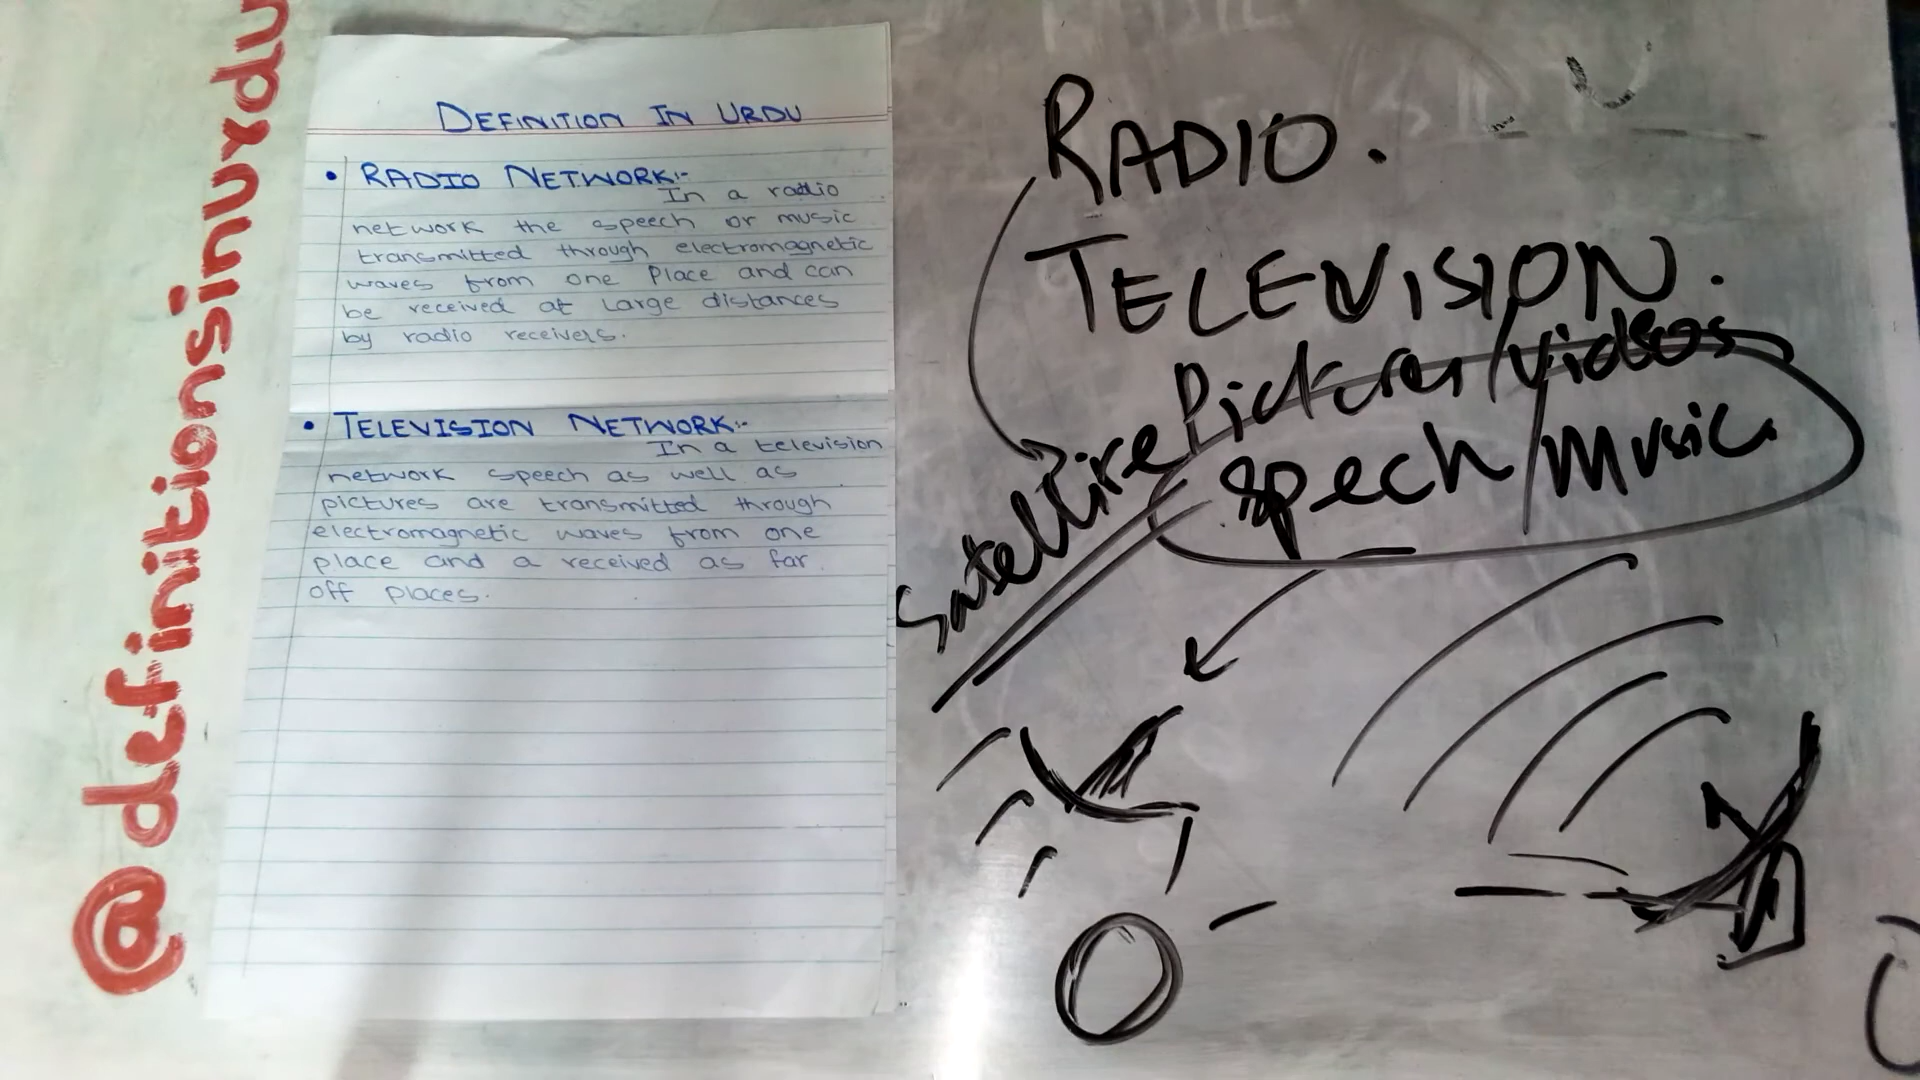 @definitionsinurdu
DEFINITION IN URDU
• RADIO NETWORK:-
In a radio
network the speech or music
transmitted through electromagnetic
waves from one place and can
be received at large distances
by radio receivers.
• TELEVISION NETWORK:-
In a television
network speech as well as
pictures are transmitted through
electromagnetic waves from one
place and a received as far
off places.
RADIO.
TELEVISION.
Pictures/videos
Spech/Music